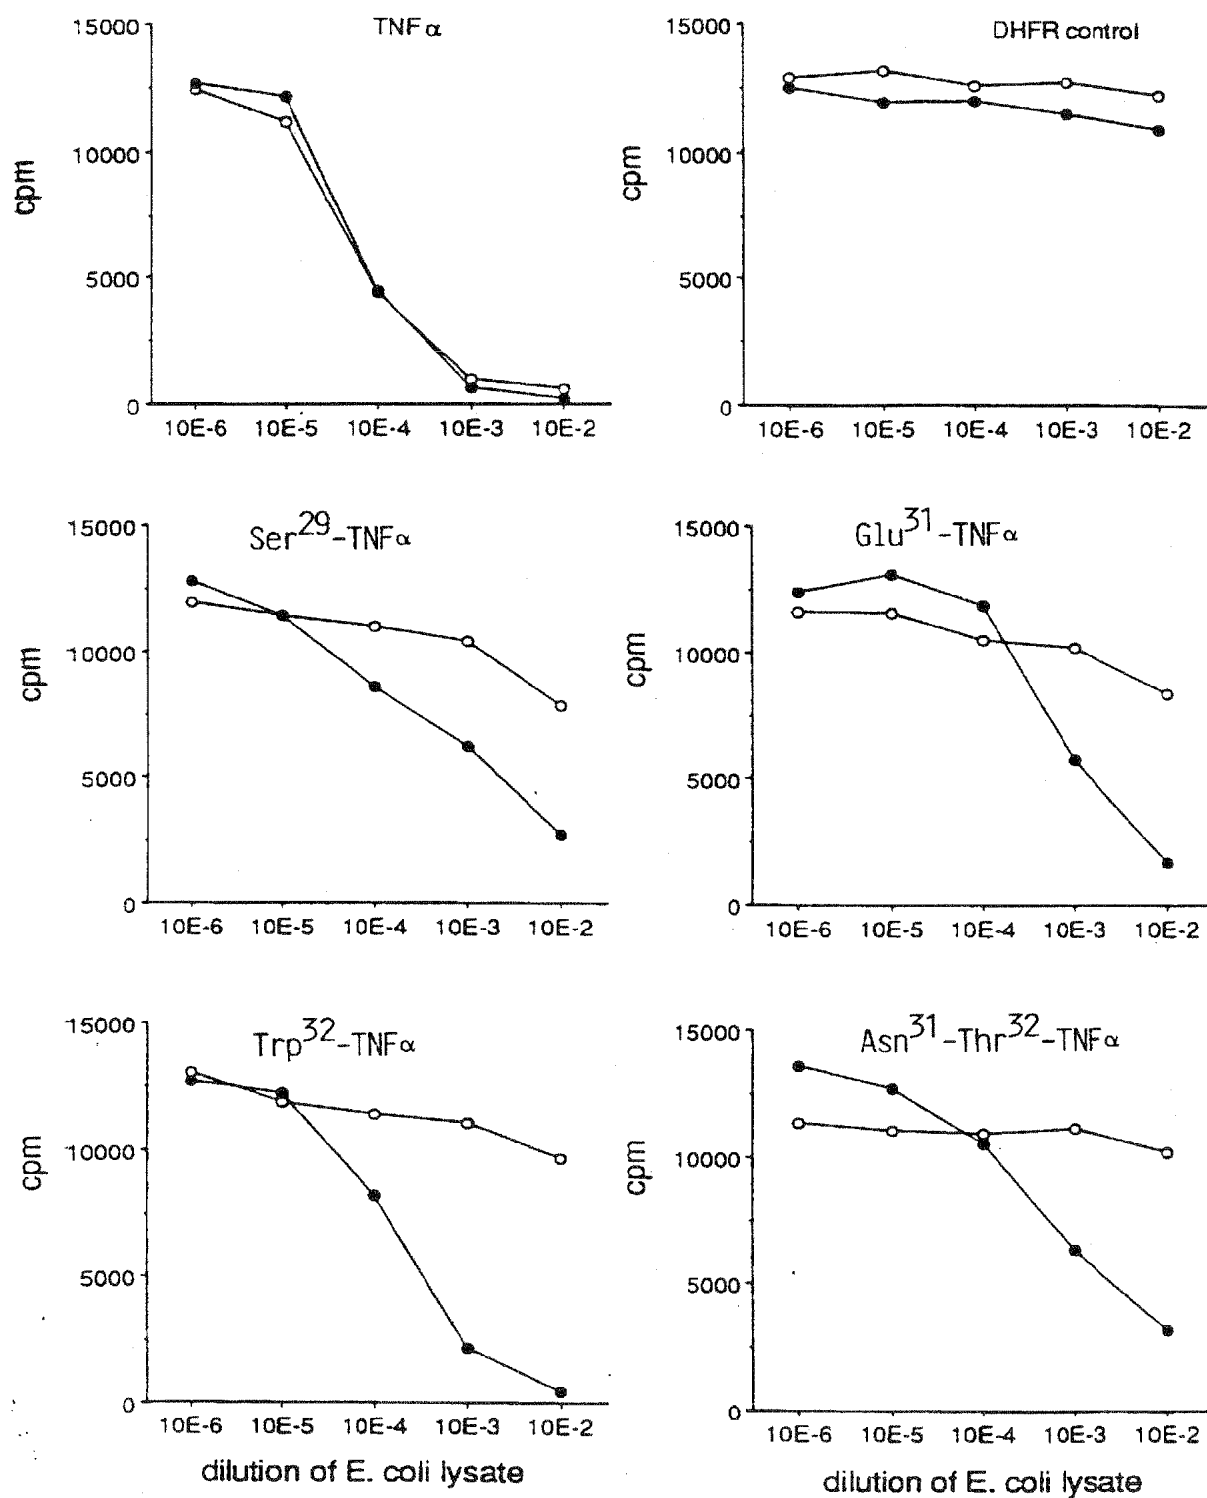 TNFα
15000
10000
5000
0
cpm
10E-6 10E-5 10E-4 10E-3 10E-2
DHFR control
15000
10000
5000
0
cpm
10E-6 10E-5 10E-4 10E-3 10E-2
Ser²⁹-TNFα
15000
10000
5000
0
cpm
10E-6 10E-5 10E-4 10E-3 10E-2
Glu³¹-TNFα
15000
10000
5000
0
cpm
10E-6 10E-5 10E-4 10E-3 10E-2
Trp³²-TNFα
15000
10000
5000
0
cpm
10E-6 10E-5 10E-4 10E-3 10E-2
dilution of E. coli lysate
Asn³¹-Thr³²-TNFα
15000
10000
5000
0
cpm
10E-6 10E-5 10E-4 10E-3 10E-2
dilution of E. coli lysate